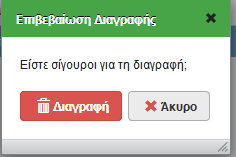 Επιβεβαίωση Διαγραφής
Είστε σίγουροι για τη διαγραφή;
Διαγραφή Άκυρο